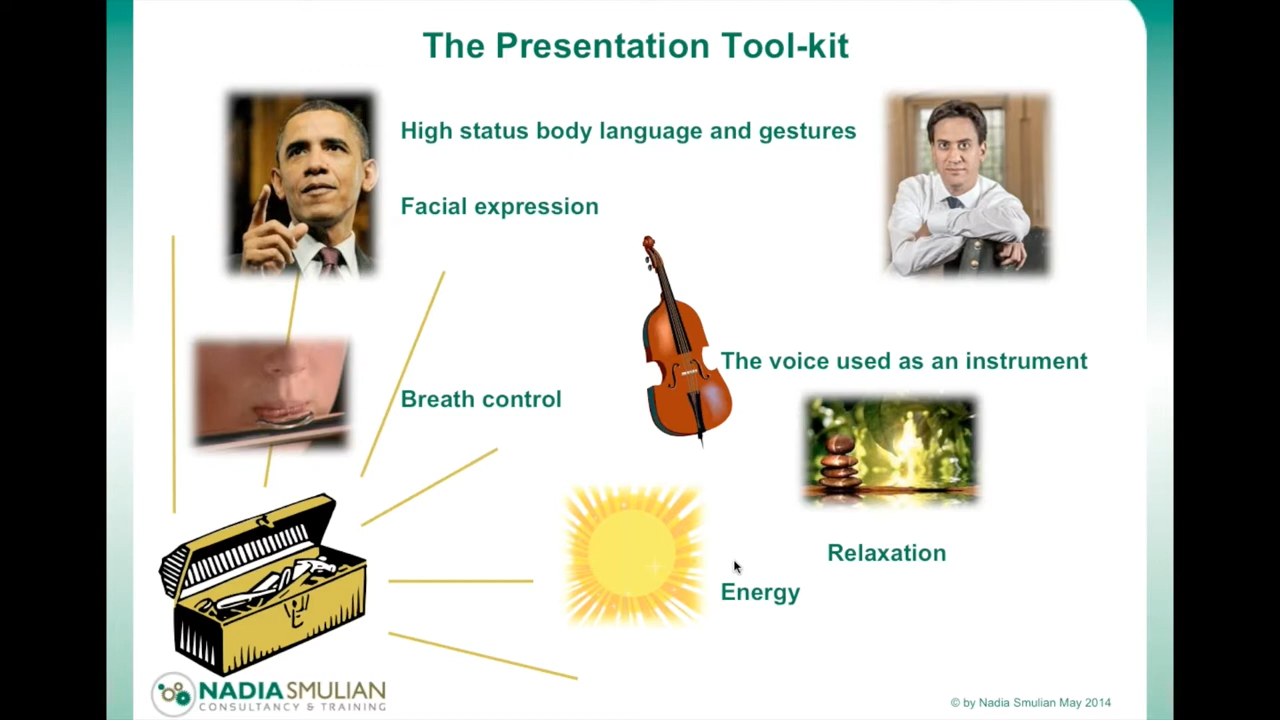 The Presentation Tool-kit
High status body language and gestures
Facial expression
The voice used as an instrument
Breath control
Relaxation
Energy
NADIA SMULIAN
CONSULTANCY & TRAINING
© by Nadia Smulian May 2014